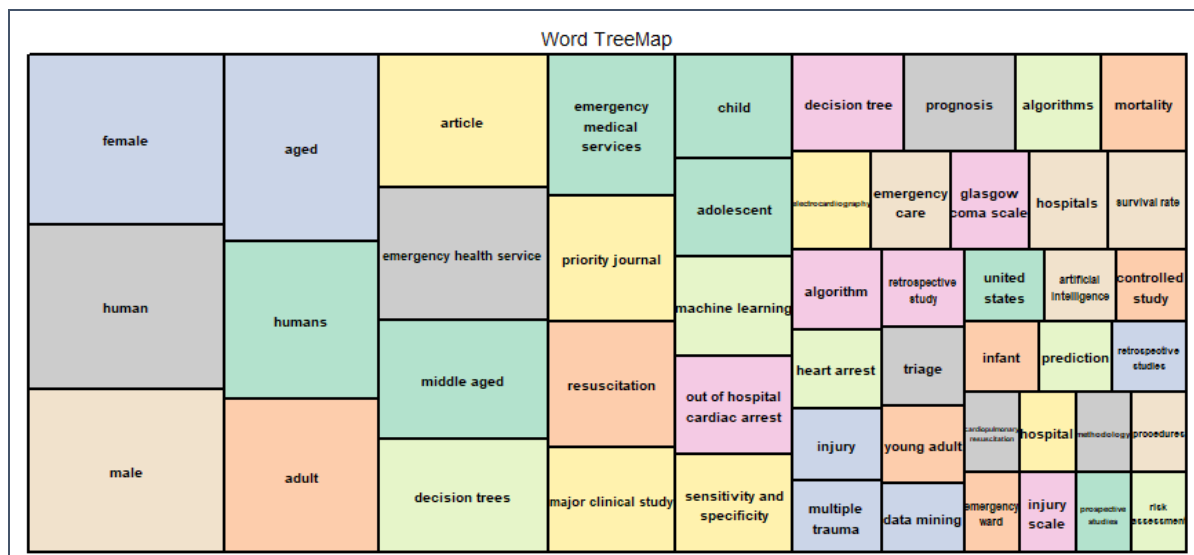 Word TreeMap
female
human
male
aged
humans
adult
article
emergency health service
middle aged
decision trees
emergency
medical
services
priority journal
resuscitation
major clinical study
child
adolescent
machine learning
out of hospital
cardiac arrest
sensitivity and
specificity
decision tree
prognosis
algorithms
mortality
electrocardiography
emergency
care
glasgow
coma scale
hospitals
survival rate
algorithm
heart arrest
injury
multiple
trauma
retrospective
study
triage
young adult
data mining
united
states
artificial
intelligence
controlled
study
infant
prediction
retrospective
studies
cardiopulmonary
resuscitation
hospital
methodology
procedures
emergency
ward
injury
scale
prospective
studies
risk
assessment